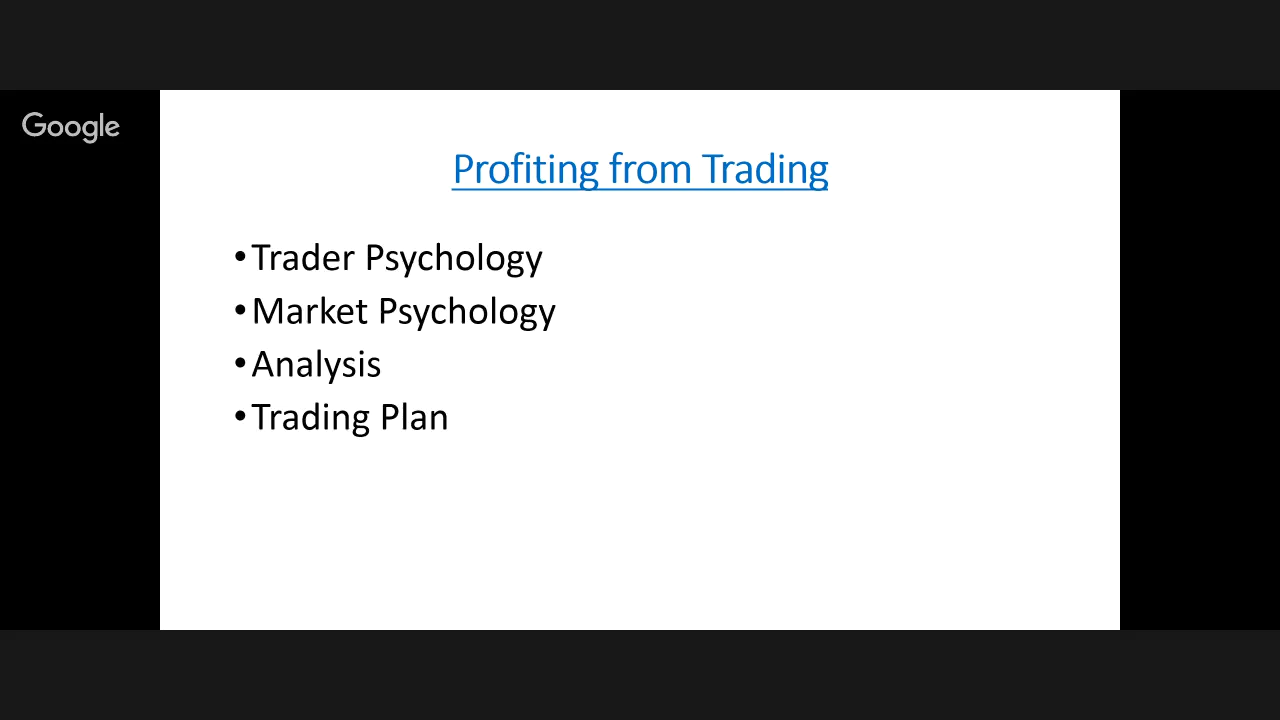 Google
Profiting from Trading
•Trader Psychology
•Market Psychology
•Analysis
•Trading Plan